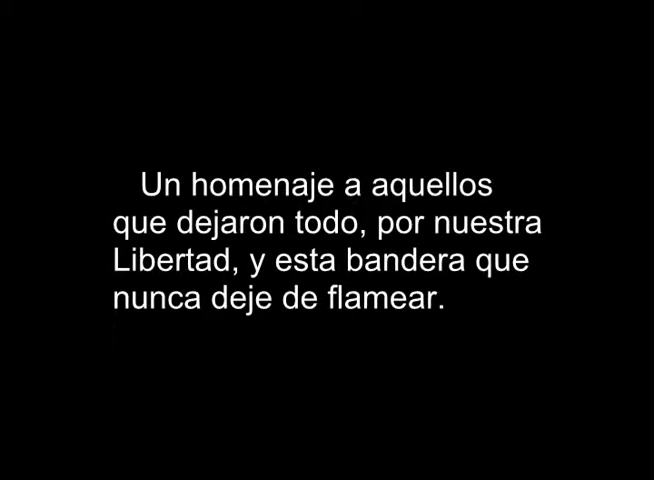 Un homenaje a aquellos
que dejaron todo, por nuestra
Libertad, y esta bandera que
nunca deje de flamear.